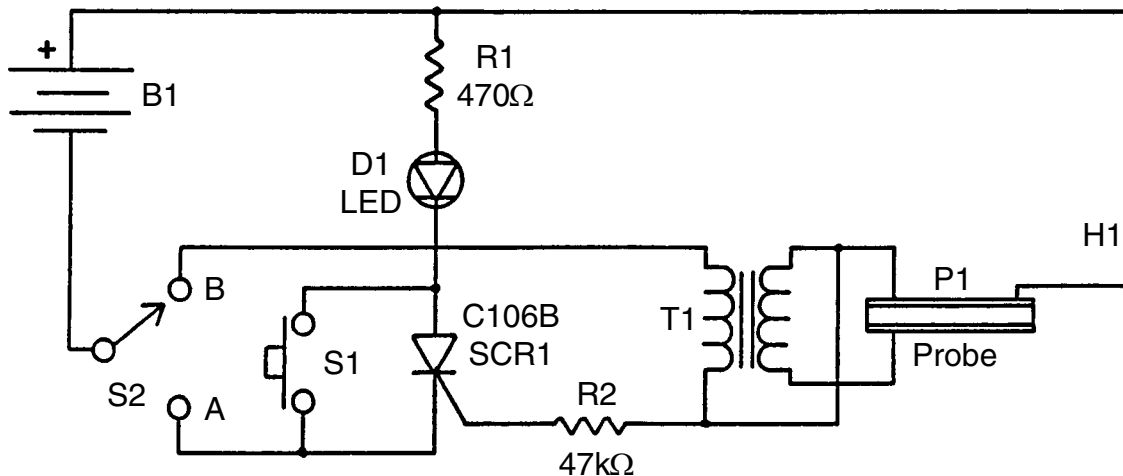 +
B1
R1
470Ω
D1
LED
H1
B
P1
C106B
SCR1
T1
Probe
S1
S2
A
R2
47kΩ